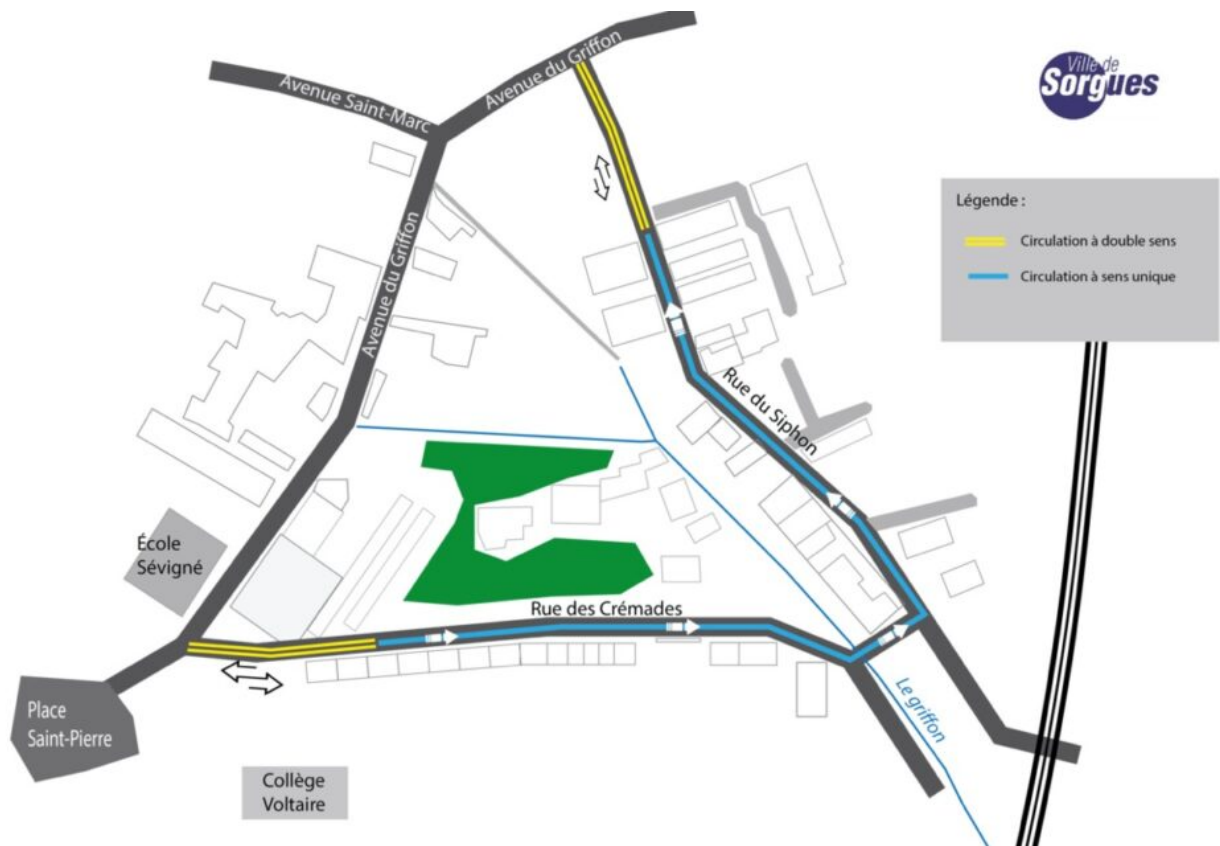 Ville de
Sorgues
Avenue du Griffon
Avenue Saint-Marc
Légende :
Circulation à double sens
Circulation à sens unique
Avenue du Griffon
Rue du Siphon
École
Sévigné
Rue des Crémades
Place
Saint-Pierre
Le griffon
Collège
Voltaire